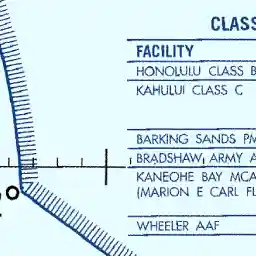 CLASS
FACILITY
HONOLULU CLASS B
KAHULUI CLASS C
BARKING SANDS PM
BRADSHAW ARMY A
KANEOHE BAY MCA
(MARION E CARL FL
WHEELER AAF